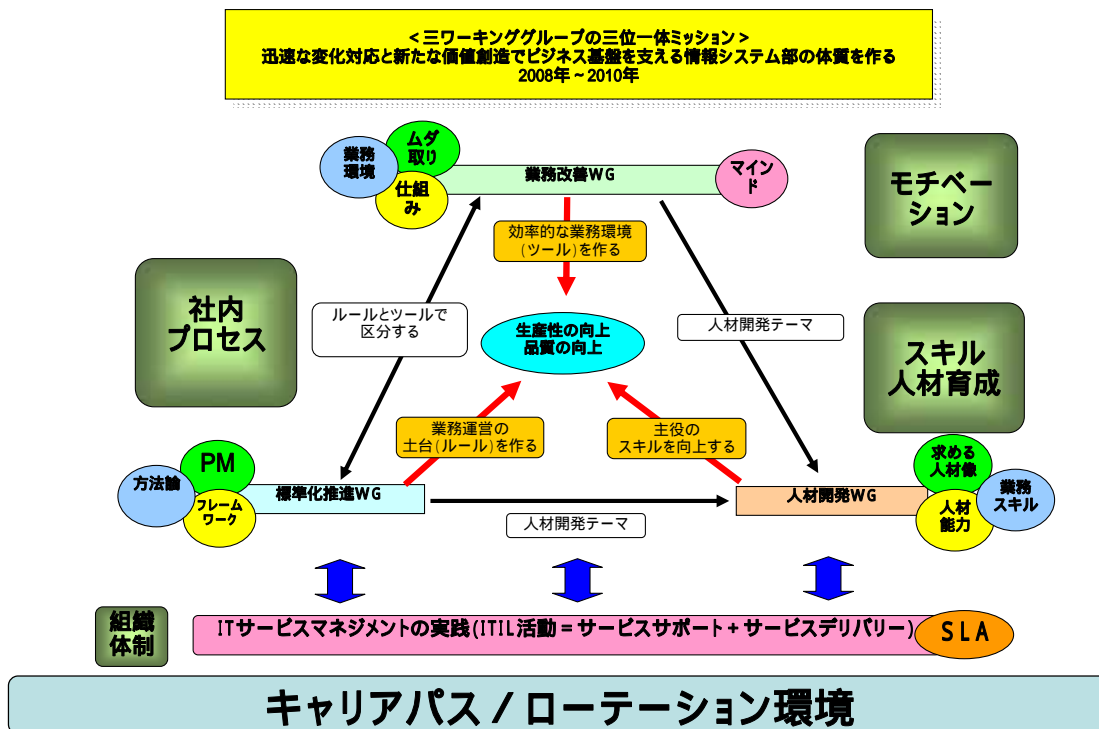 ＜三ワーキンググループの三位一体ミッション＞
迅速な変化対応と新たな価値創造でビジネス基盤を支える情報システム部の体質を作る
2008年～2010年
業務
環境
ムダ
取り
仕組
み
業務改善WG
マイン
ド
モチベー
ション
効率的な業務環境
(ツール)を作る
社内
プロセス
ルールとツールで
区分する
生産性の向上
品質の向上
人材開発テーマ
スキル
人材育成
業務運営の
土台(ルール)を作る
主役の
スキルを向上する
方法論
PM
フレーム
ワーク
標準化推進WG
人材開発テーマ
人材開発WG
求める
人材像
人材
能力
業務
スキル
組織
体制
ITサービスマネジメントの実践(ITIL活動＝サービスサポート＋サービスデリバリー)
SLA
キャリアパス／ローテーション環境